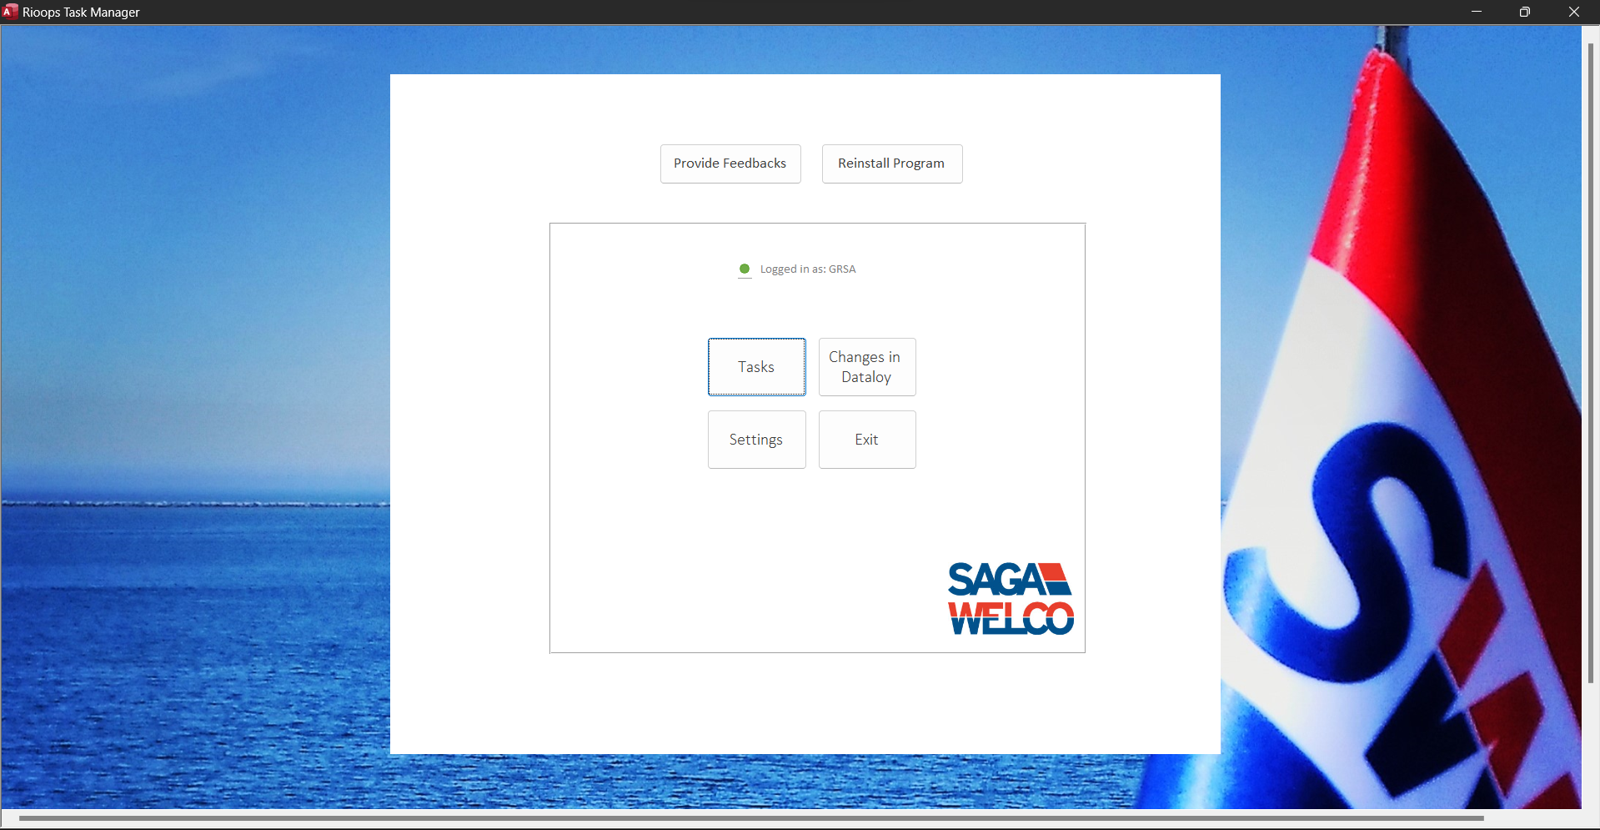 Rioops Task Manager
Provide Feedbacks
Reinstall Program
Logged in as: GRSA
Tasks
Changes in
Dataloy
Settings
Exit
SAGA
WELCO
SW